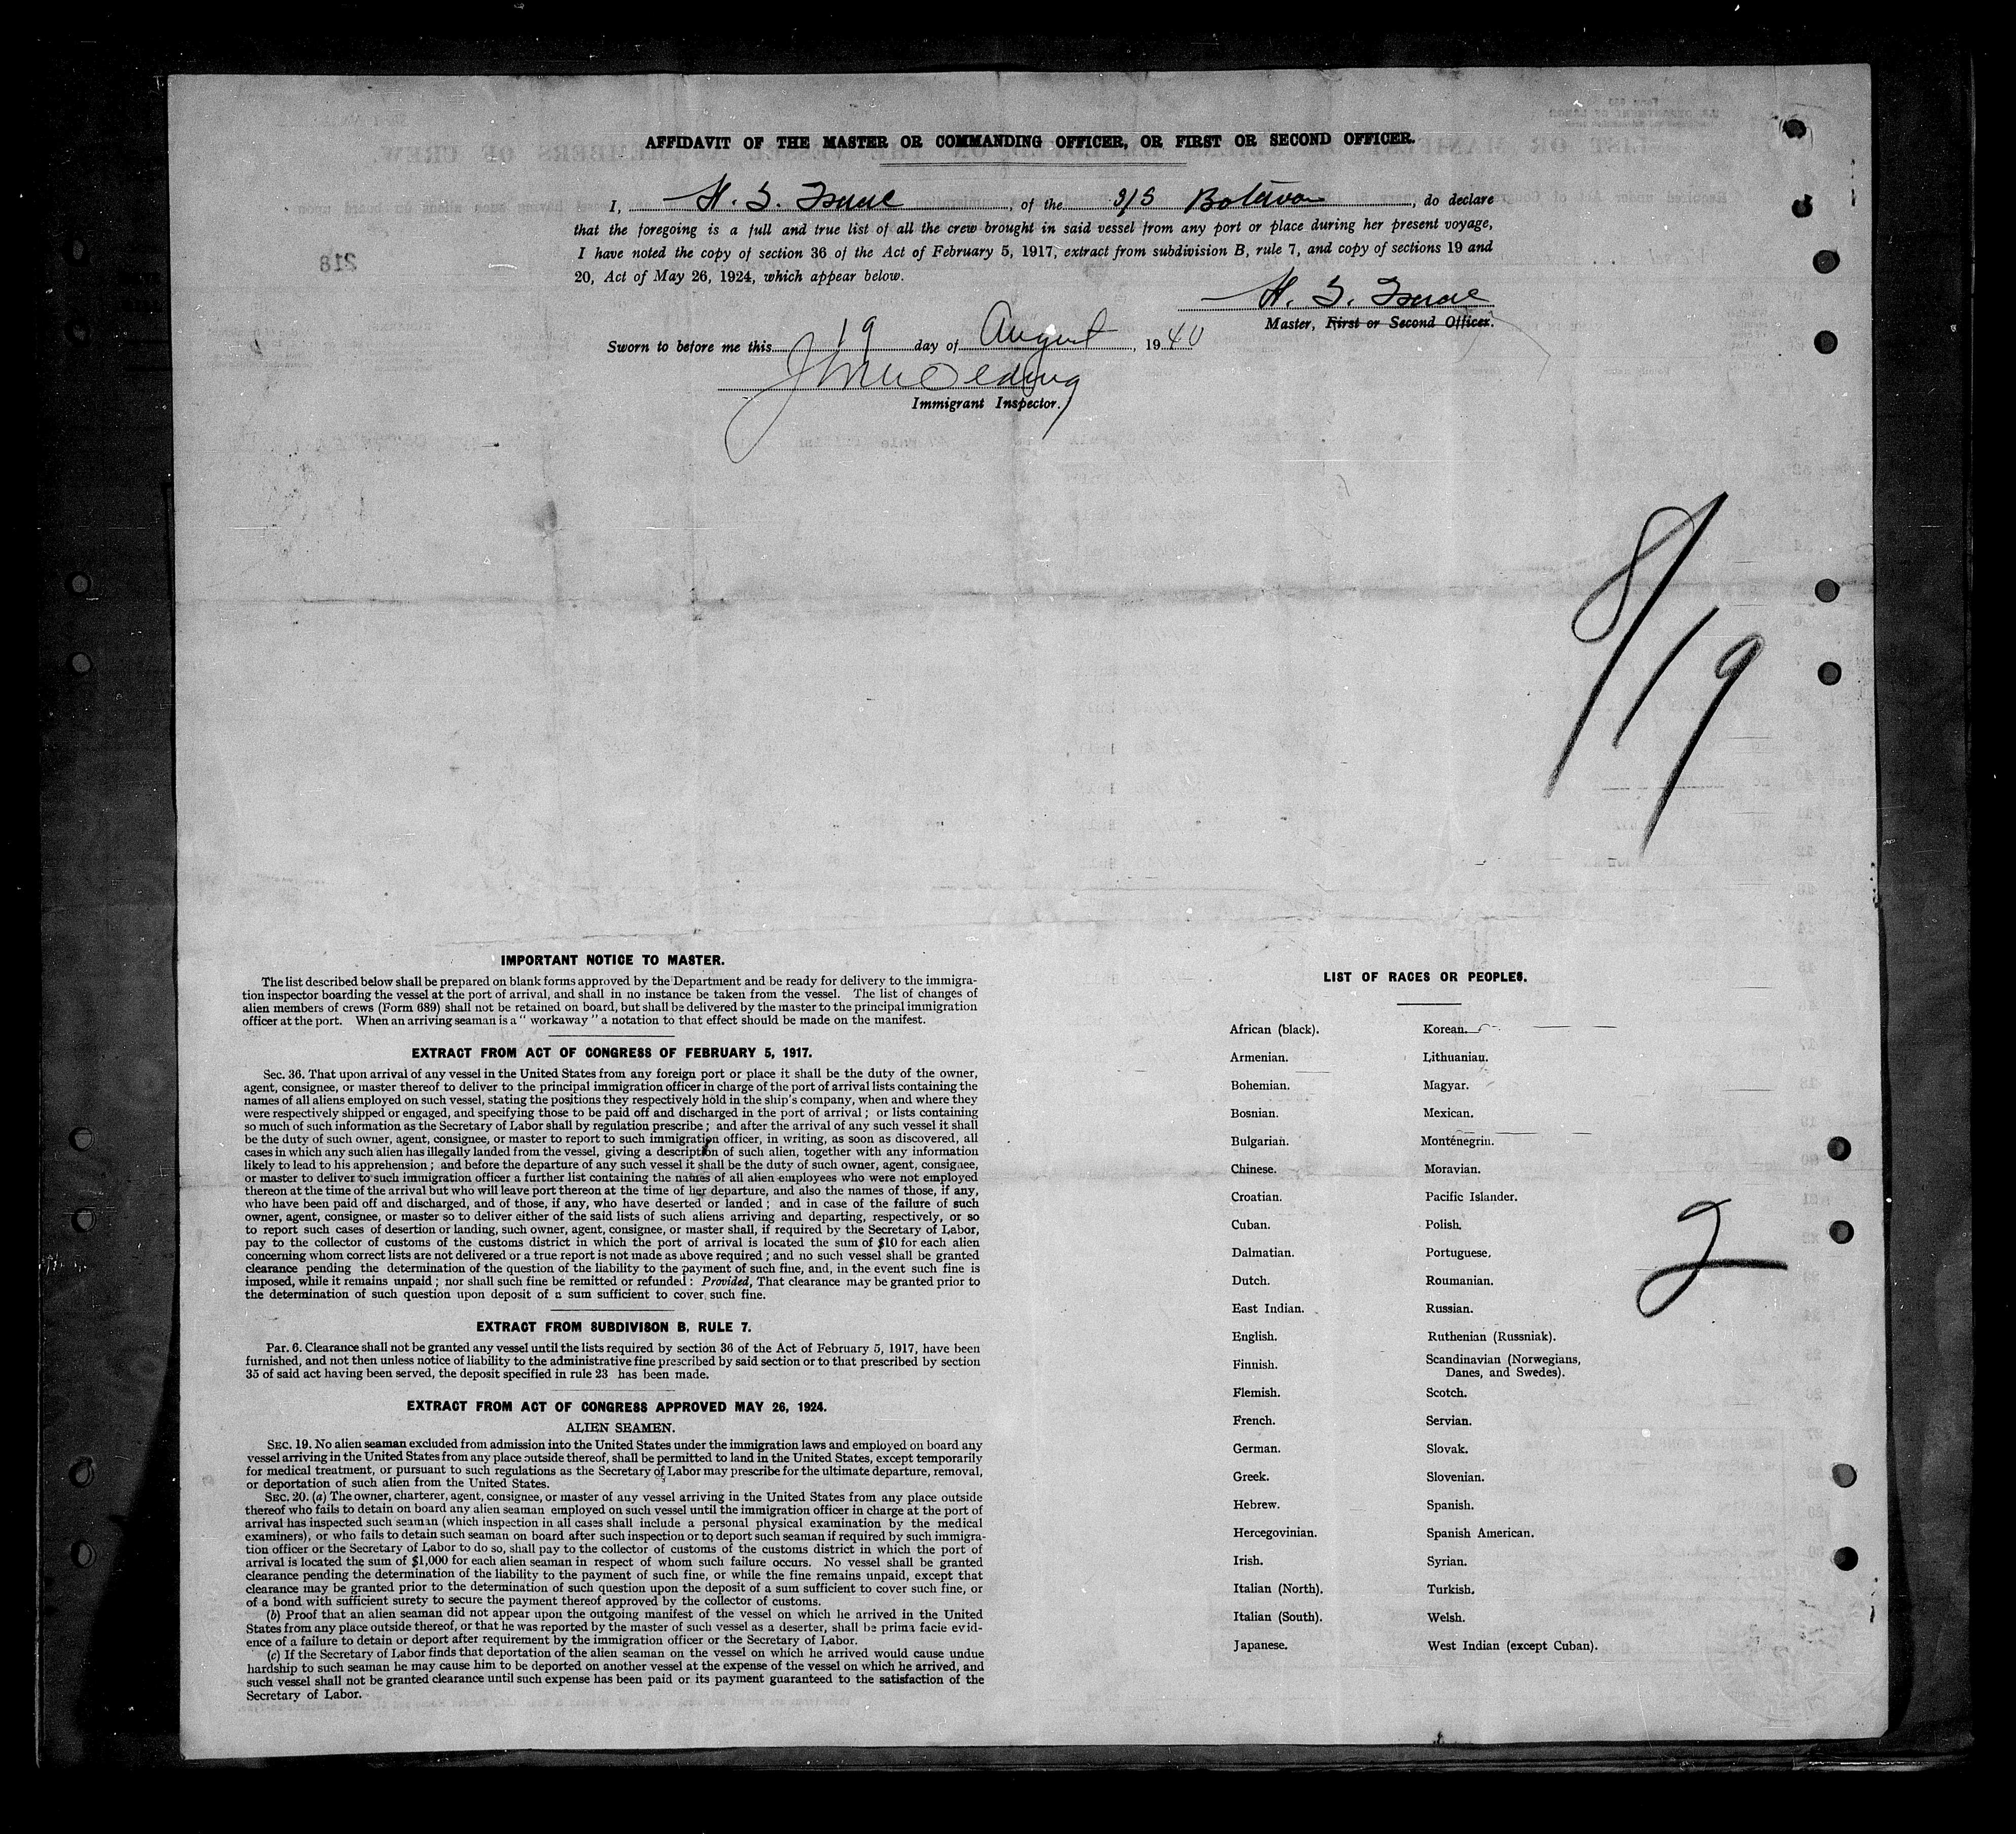 AFFIDAVIT OF THE MASTER OR COMMANDING OFFICER, OR FIRST OR SECOND OFFICER.
I, H. S. Isaac, of the S/S Botavon, do declare
that the foregoing is a full and true list of all the crew brought in said vessel from any port or place during her present voyage,
I have noted the copy of section 36 of the Act of February 5, 1917, extract from subdivision B, rule 7, and copy of sections 19 and
20, Act of May 26, 1924, which appear below.
218
H. S. Isaac
Master, First or Second Officer.
Sworn to before me this 19 day of August, 1940
Immigrant Inspector.
8/19
IMPORTANT NOTICE TO MASTER.
The list described below shall be prepared on blank forms approved by the Department and be ready for delivery to the immigra-
tion inspector boarding the vessel at the port of arrival, and shall in no instance be taken from the vessel. The list of changes of
alien members of crews (Form 689) shall not be retained on board, but shall be delivered by the master to the principal immigration
officer at the port. When an arriving seaman is a "workaway" a notation to that effect should be made on the manifest.
EXTRACT FROM ACT OF CONGRESS OF FEBRUARY 5, 1917.
Sec. 36. That upon arrival of any vessel in the United States from any foreign port or place it shall be the duty of the owner,
agent, consignee, or master thereof to deliver to the principal immigration officer in charge of the port of arrival lists containing the
names of all aliens employed on such vessel, stating the positions they respectively hold in the ship's company, when and where they
were respectively shipped or engaged, and specifying those to be paid off and discharged in the port of arrival; or lists containing
so much of such information as the Secretary of Labor shall by regulation prescribe; and after the arrival of any such vessel it shall
be the duty of such owner, agent, consignee, or master to report to such immigration officer, in writing, as soon as discovered, all
cases in which any such alien has illegally landed from the vessel, giving a description of such alien, together with any information
likely to lead to his apprehension; and before the departure of any such vessel it shall be the duty of such owner, agent, consignee,
or master to deliver to such immigration officer a further list containing the names of all alien employees who were not employed
thereon at the time of the arrival but who will leave port thereon at the time of her departure, and also the names of those, if any,
who have been paid off and discharged, and of those, if any, who have deserted or landed; and in case of the failure of such
owner, agent, consignee, or master so to deliver either of the said lists of such aliens arriving and departing, respectively, or so
to report such cases of desertion or landing, such owner, agent, consignee, or master shall, if required by the Secretary of Labor,
pay to the collector of customs of the customs district in which the port of arrival is located the sum of $10 for each alien
concerning whom correct lists are not delivered or a true report is not made as above required; and no such vessel shall be granted
clearance pending the determination of the question of the liability to the payment of such fine, and, in the event such fine is
imposed, while it remains unpaid; nor shall such fine be remitted or refunded: Provided, That clearance may be granted prior to
the determination of such question upon deposit of a sum sufficient to cover such fine.
EXTRACT FROM SUBDIVISON B, RULE 7.
Par. 6. Clearance shall not be granted any vessel until the lists required by section 36 of the Act of February 5, 1917, have been
furnished, and not then unless notice of liability to the administrative fine prescribed by said section or to that prescribed by section
35 of said act having been served, the deposit specified in rule 23 has been made.
EXTRACT FROM ACT OF CONGRESS APPROVED MAY 26, 1924.
ALIEN SEAMEN.
SEC. 19. No alien seaman excluded from admission into the United States under the immigration laws and employed on board any
vessel arriving in the United States from any place outside thereof, shall be permitted to land in the United States, except temporarily
for medical treatment, or pursuant to such regulations as the Secretary of Labor may prescribe for the ultimate departure, removal,
or deportation of such alien from the United States.
SEC. 20. (a) The owner, charterer, agent, consignee, or master of any vessel arriving in the United States from any place outside
thereof who fails to detain on board any alien seaman employed on such vessel until the immigration officer in charge at the port of
arrival has inspected such seaman (which inspection in all cases shall include a personal physical examination by the medical
examiners), or who fails to detain such seaman on board after such inspection or to deport such seaman if required by such immigra-
tion officer or the Secretary of Labor to do so, shall pay to the collector of customs of the customs district in which the port of
arrival is located the sum of $1,000 for each alien seaman in respect of whom such failure occurs. No vessel shall be granted
clearance pending the determination of the liability to the payment of such fine, or while the fine remains unpaid, except that
clearance may be granted prior to the determination of such question upon the deposit of a sum sufficient to cover such fine, or
of a bond with sufficient surety to secure the payment thereof approved by the collector of customs.
(b) Proof that an alien seaman did not appear upon the outgoing manifest of the vessel on which he arrived in the United
States from any place outside thereof, or that he was reported by the master of such vessel as a deserter, shall be prima facie evid-
ence of a failure to detain or deport after requirement by the immigration officer or the Secretary of Labor.
(c) If the Secretary of Labor finds that deportation of the alien seaman on the vessel on which he arrived would cause undue
hardship to such seaman he may cause him to be deported on another vessel at the expense of the vessel on which he arrived, and
such vessel shall not be granted clearance until such expense has been paid or its payment guaranteed to the satisfaction of the
Secretary of Labor.
LIST OF RACES OR PEOPLES.
African (black).
Armenian.
Bohemian.
Bosnian.
Bulgarian.
Chinese.
Croatian.
Cuban.
Dalmatian.
Dutch.
East Indian.
English.
Finnish.
Flemish.
French.
German.
Greek.
Hebrew.
Hercegovinian.
Irish.
Italian (North).
Italian (South).
Japanese.
Korean.
Lithuanian.
Magyar.
Mexican.
Montenegrin.
Moravian.
Pacific Islander.
Polish.
Portuguese.
Roumanian.
Russian.
Ruthenian (Russniak).
Scandinavian (Norwegians,
Danes, and Swedes).
Scotch.
Servian.
Slovak.
Slovenian.
Spanish.
Spanish American.
Syrian.
Turkish.
Welsh.
West Indian (except Cuban).
2